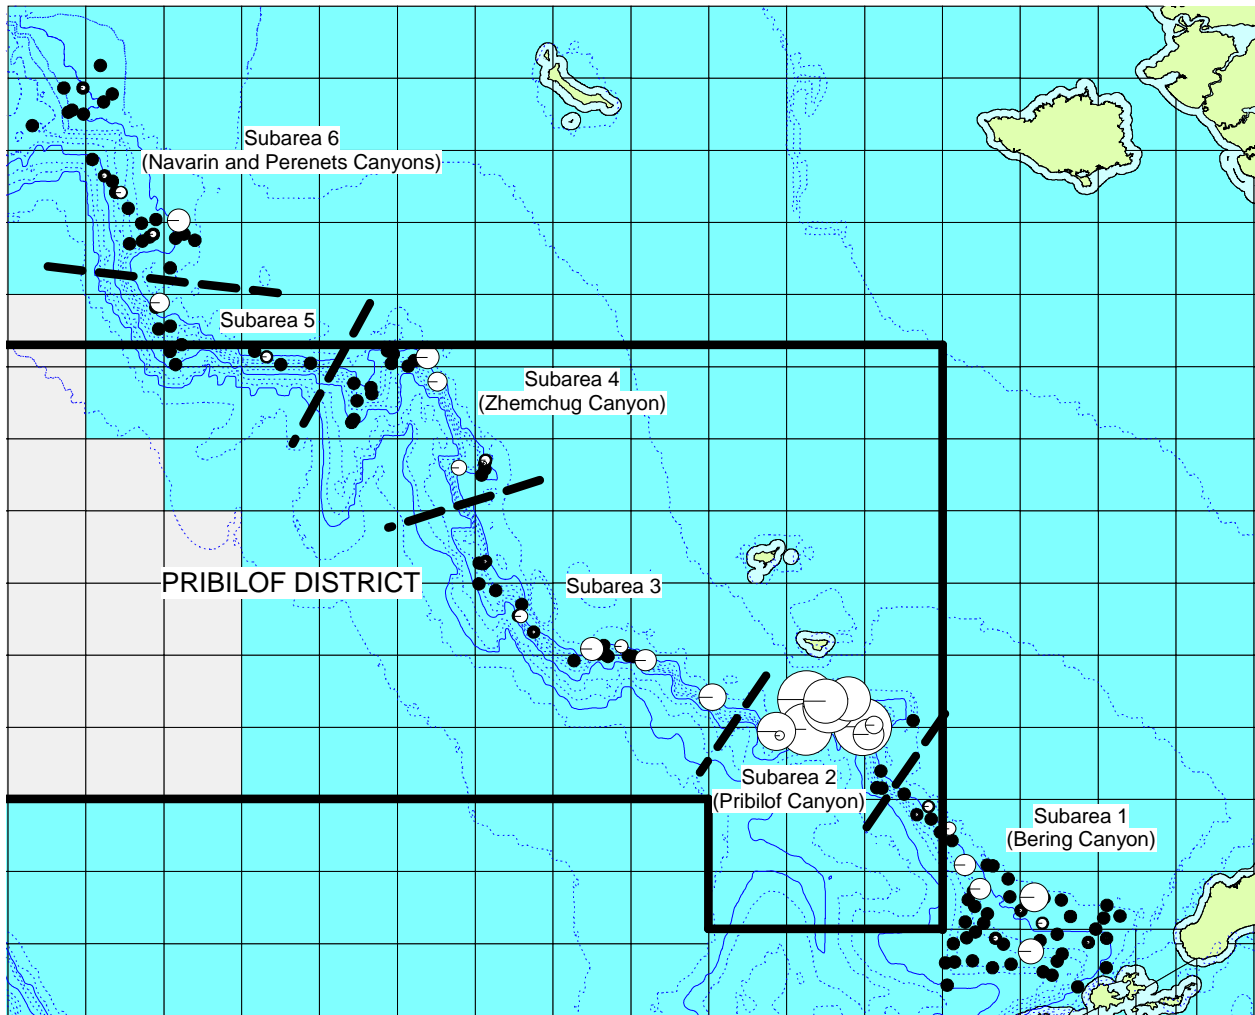 Subarea 6
(Navarin and Perenets Canyons)
Subarea 5
Subarea 4
(Zhemchug Canyon)
PRIBILOF DISTRICT
Subarea 3
Subarea 2
(Pribilof Canyon)
Subarea 1
(Bering Canyon)